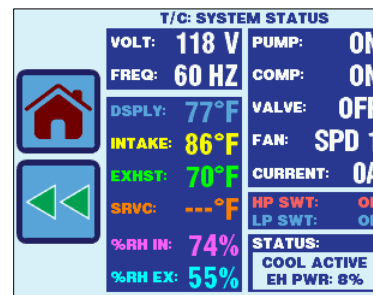 T/C: SYSTEM STATUS
VOLT: 118 V
FREQ: 60 HZ
DSPLY: 77°F
INTAKE: 86°F
EXHST: 70°F
SRVC: ---°F
%RH IN: 74%
%RH EX: 55%
PUMP:
COMP:
VALVE:
FAN: SPD
CURRENT:
HP SWT:
LP SWT:
STATUS:
COOL ACTIVE
EH PWR: 8%